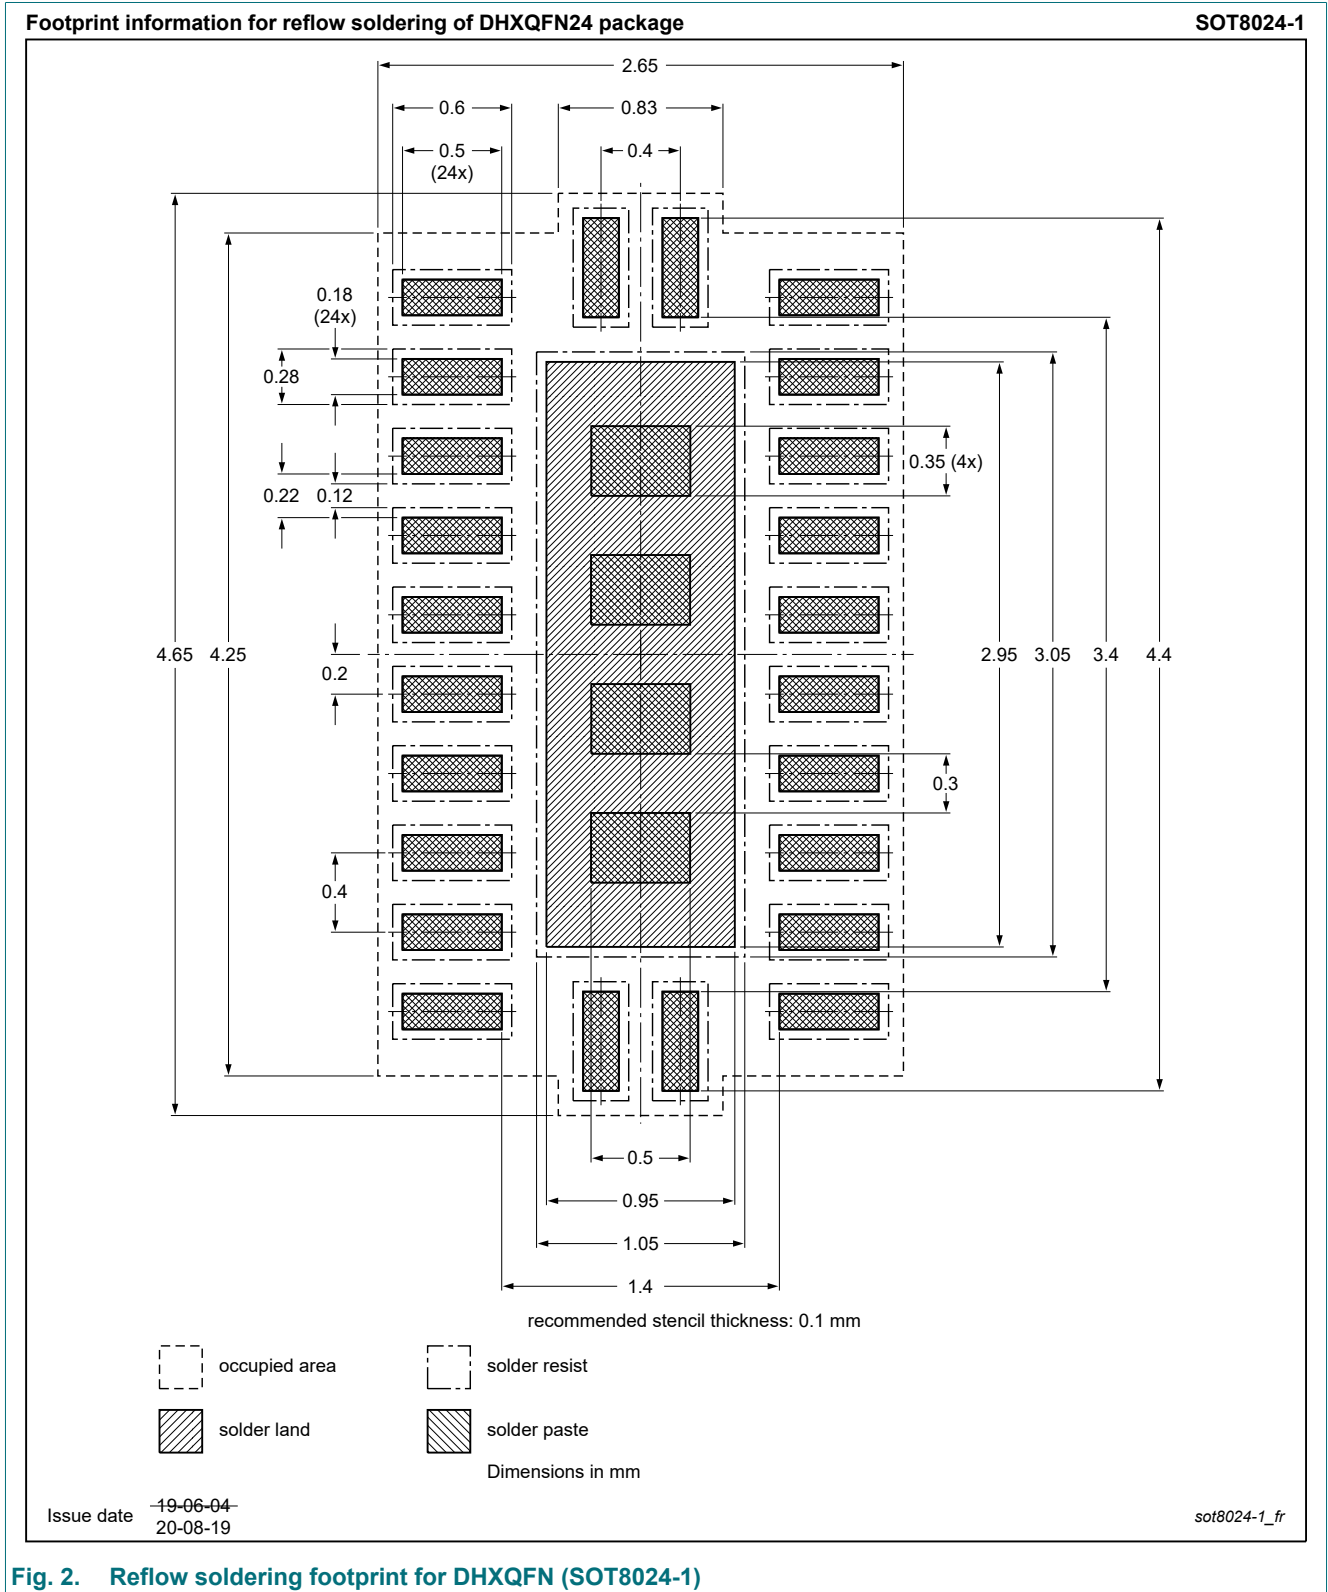 Footprint information for reflow soldering of DHXQFN24 package SOT8024-1
2.65
0.6 0.83
0.5 0.4
(24x)
0.18
(24x)
0.28
0.35 (4x)
0.22 0.12
4.65 4.25 2.95 3.05 3.4 4.4
0.2
0.3
0.4
0.5
0.95
1.05
1.4
recommended stencil thickness: 0.1 mm
occupied area solder resist
solder land solder paste
Dimensions in mm
Issue date 19-06-04
20-08-19
sot8024-1_fr
Fig. 2. Reflow soldering footprint for DHXQFN (SOT8024-1)